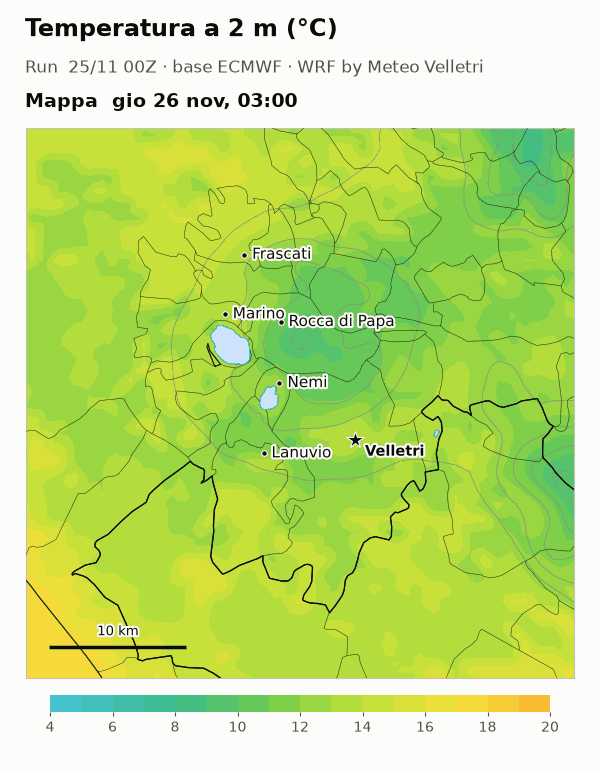 Temperatura a 2 m (°C)
Run  25/11 00Z · base ECMWF · WRF by Meteo Velletri
Mappa  gio 26 nov, 03:00
Frascati
Marino
Rocca di Papa
Nemi
Velletri
Lanuvio
10 km
4 6 8 10 12 14 16 18 20